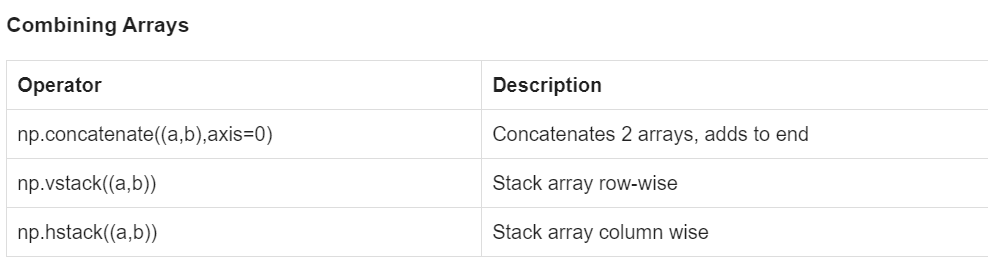 Combining Arrays
Operator Description
np.concatenate((a,b),axis=0) Concatenates 2 arrays, adds to end
np.vstack((a,b)) Stack array row-wise
np.hstack((a,b)) Stack array column wise